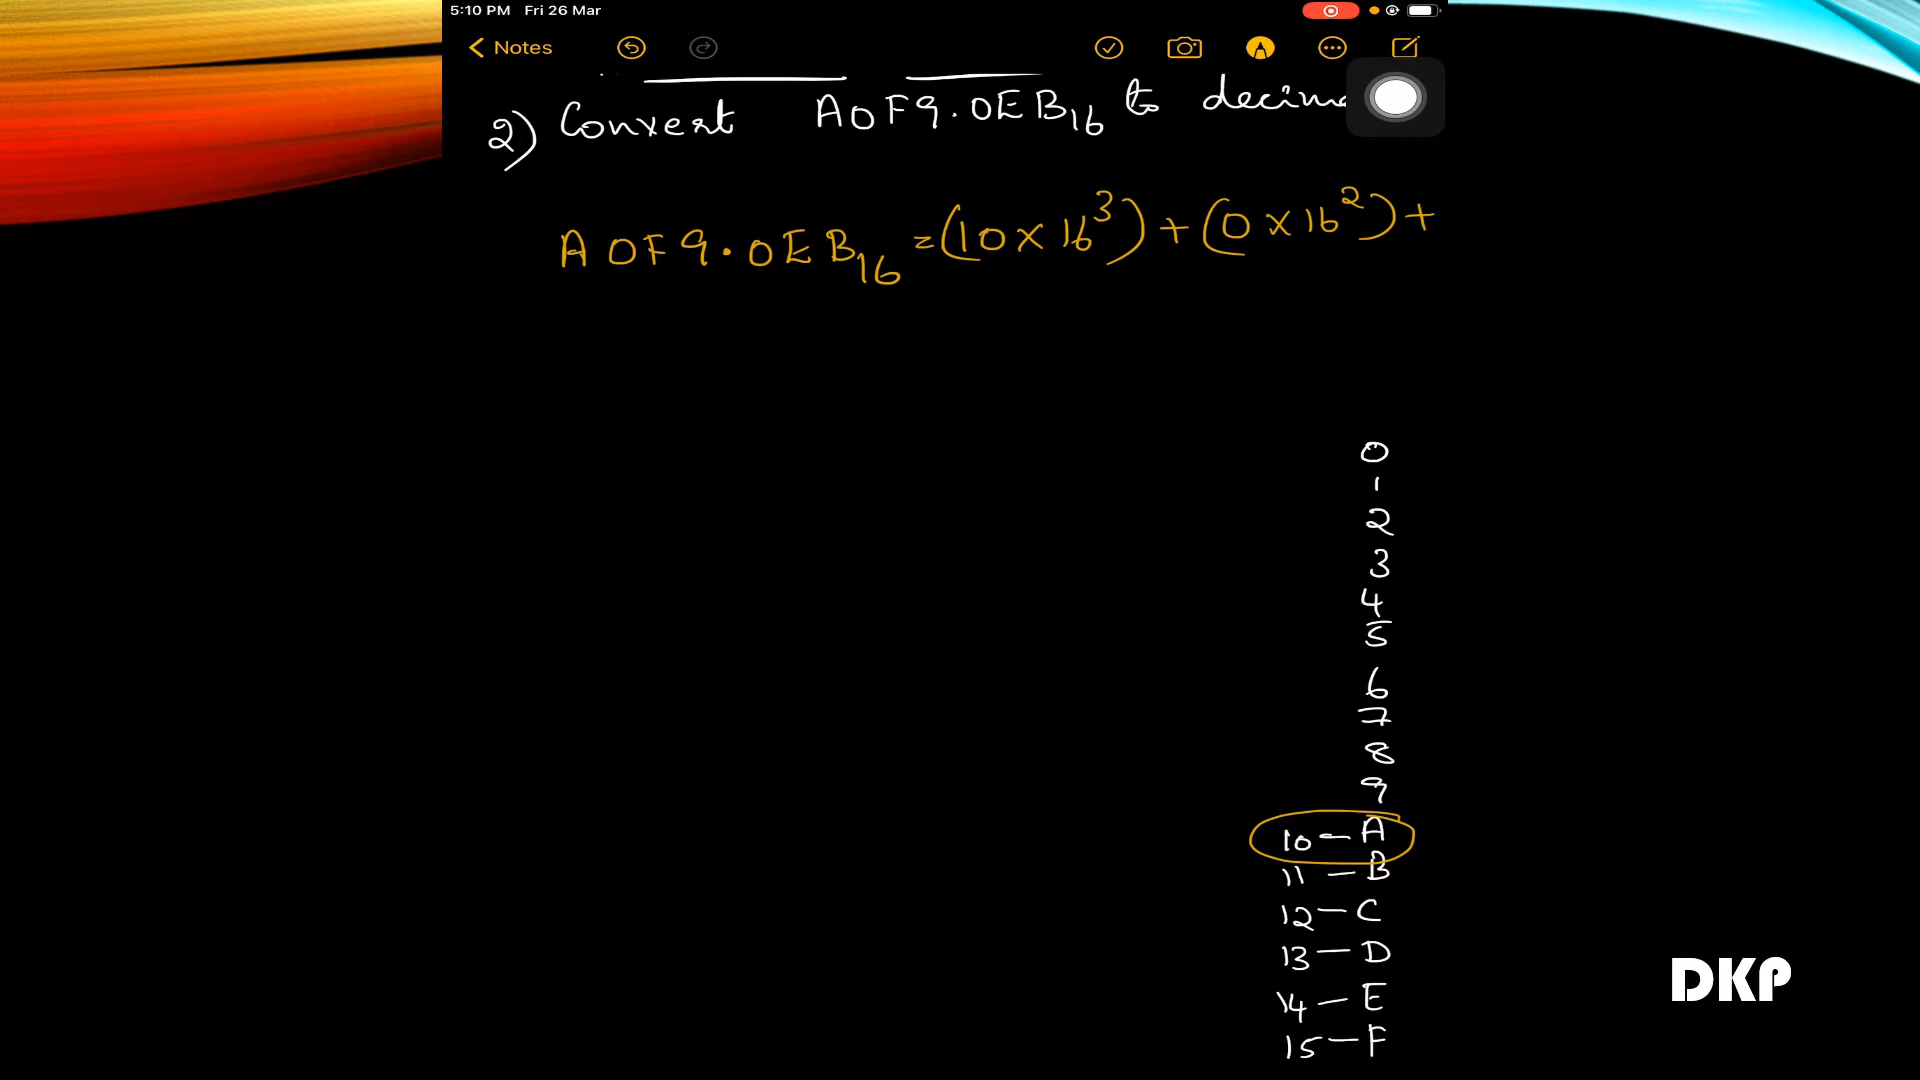 5:10 PM Fri 26 Mar
Notes
2) Convert A0F9.0EB₁₆ to
A0F9.0EB₁₆ = (10 × 16³) + (0 × 16²) +
0
1
2
3
4
5
6
7
8
9
10 — A
11 — B
12 — C
13 — D
14 — E
15 — F
DKP